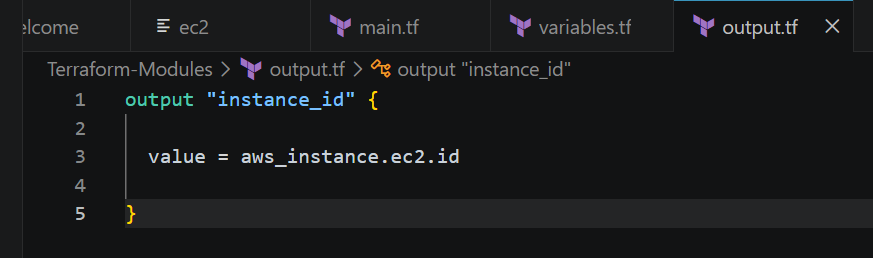 elcome ec2 main.tf variables.tf output.tf
Terraform-Modules > output.tf > output "instance_id"
1 output "instance_id" {
2
3 value = aws_instance.ec2.id
4
5 }